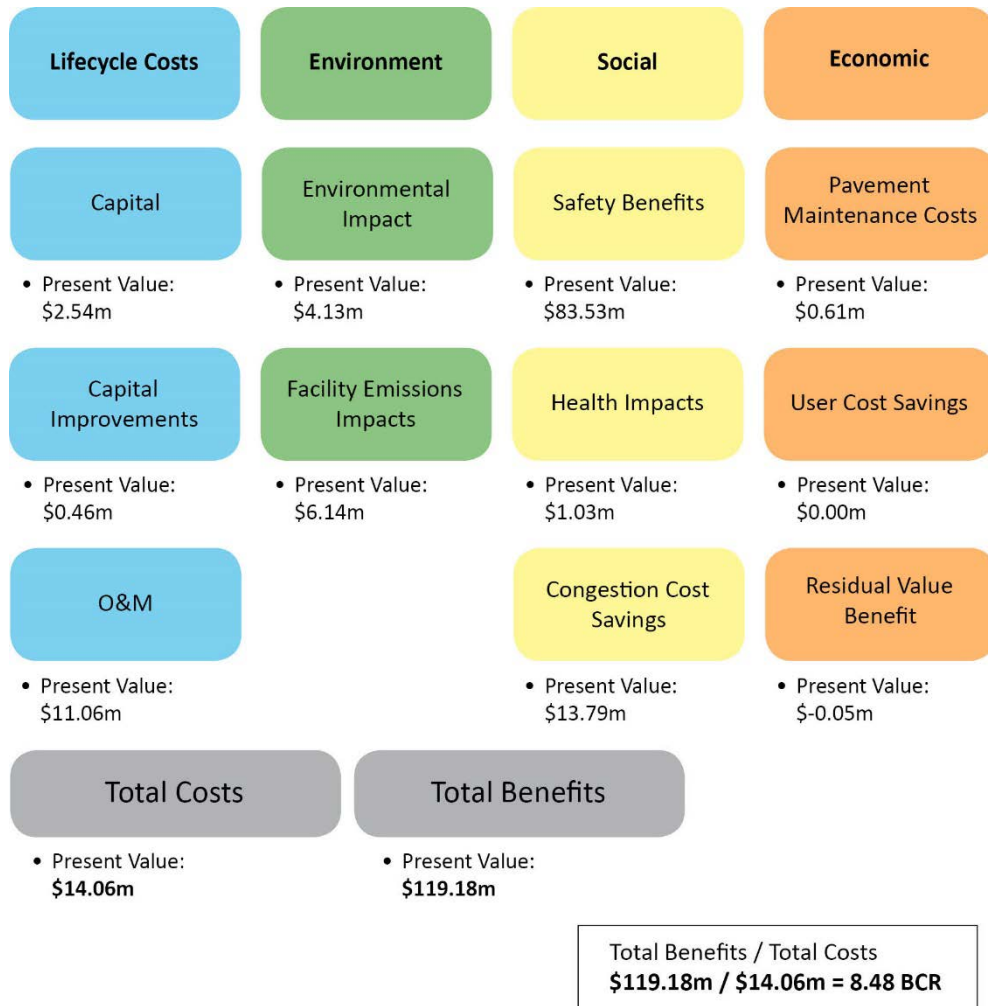 Lifecycle Costs
Environment
Social
Economic
Capital
Environmental
Impact
Safety Benefits
Pavement
Maintenance Costs
• Present Value:
$2.54m
• Present Value:
$4.13m
• Present Value:
$83.53m
• Present Value:
$0.61m
Capital
Improvements
Facility Emissions
Impacts
Health Impacts
User Cost Savings
• Present Value:
$0.46m
• Present Value:
$6.14m
• Present Value:
$1.03m
• Present Value:
$0.00m
O&M
Congestion Cost
Savings
Residual Value
Benefit
• Present Value:
$11.06m
• Present Value:
$13.79m
• Present Value:
$-0.05m
Total Costs
Total Benefits
• Present Value:
$14.06m
• Present Value:
$119.18m
Total Benefits / Total Costs
$119.18m / $14.06m = 8.48 BCR